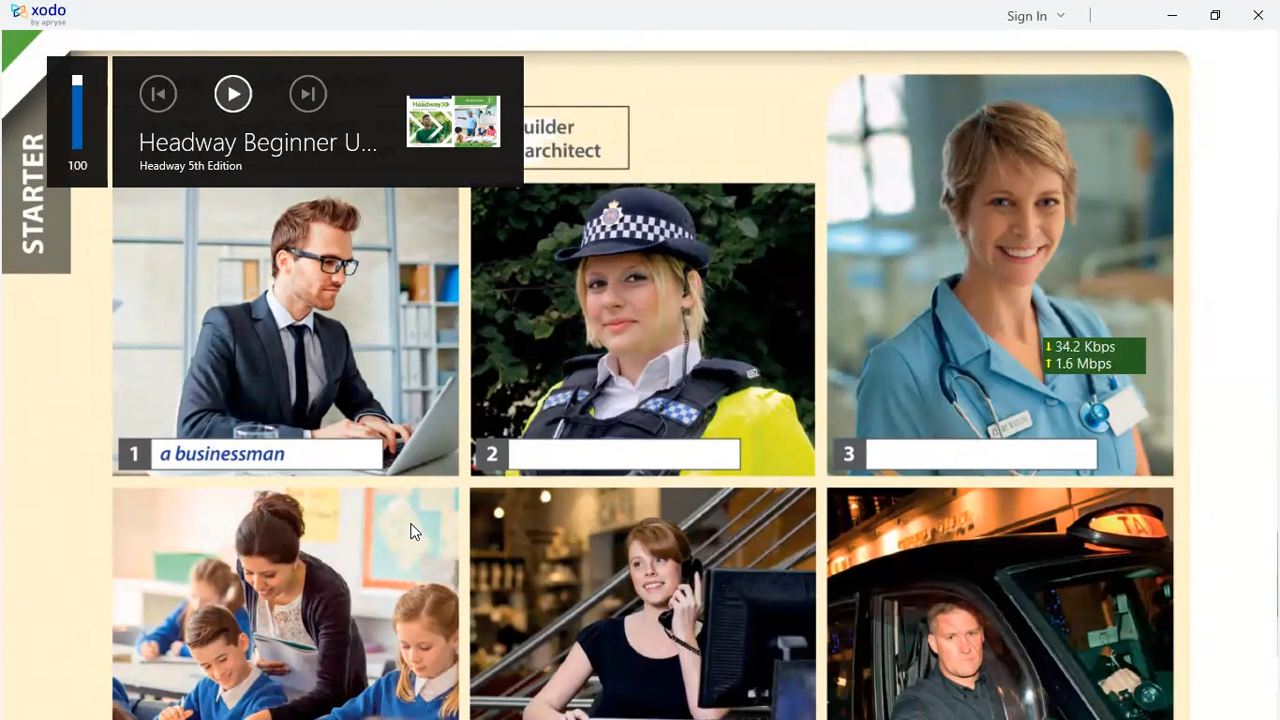 xodo
by apryse
Sign In
100
Headway Beginner U...
Headway 5th Edition
Headway
uilder
architect
STARTER
34.2 Kbps
1.6 Mbps
1 a businessman
2
3